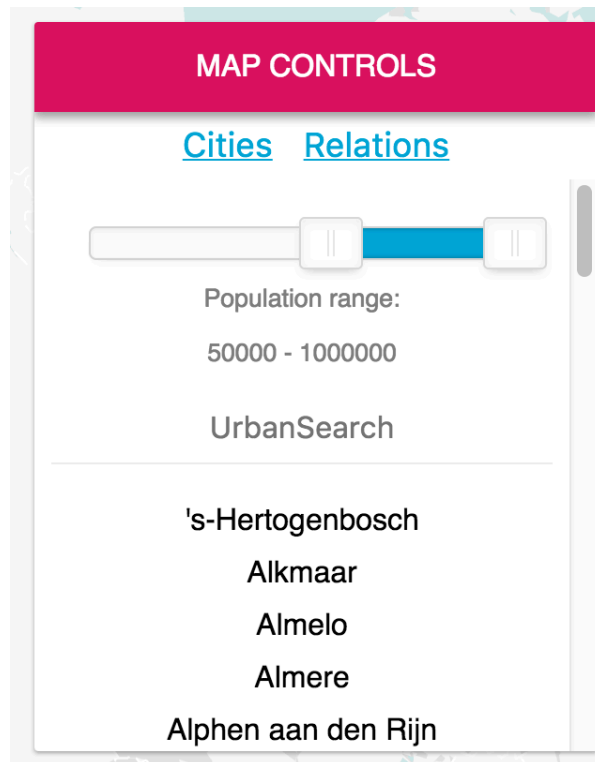 MAP CONTROLS
Cities Relations
Population range:
50000 - 1000000
UrbanSearch
's-Hertogenbosch
Alkmaar
Almelo
Almere
Alphen aan den Rijn